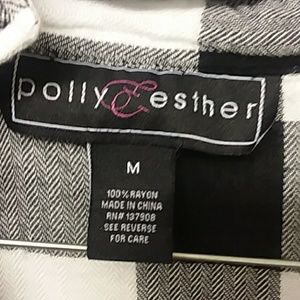 polly & esther
M
100% RAYON
MADE IN CHINA
RN# 137908
SEE REVERSE
FOR CARE